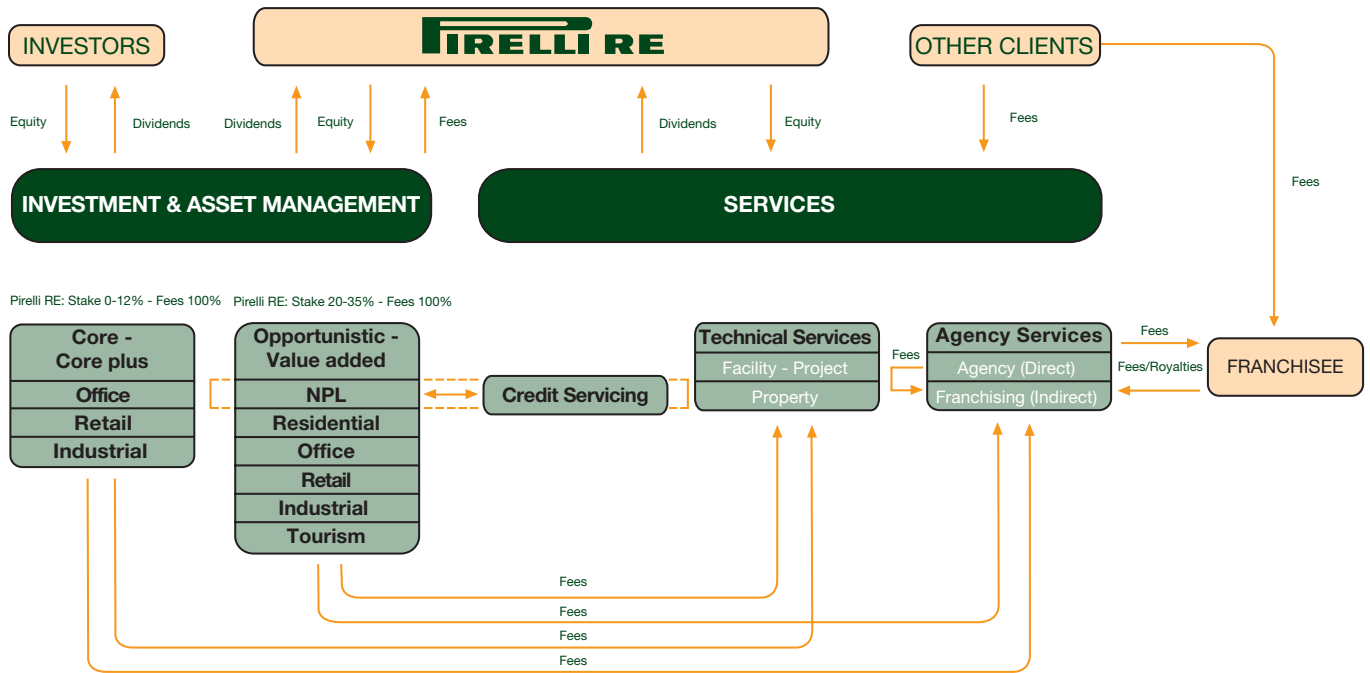 INVESTORS
PIRELLI RE
OTHER CLIENTS
Equity
Dividends
Dividends
Equity
Fees
Dividends
Equity
Fees
Fees
INVESTMENT & ASSET MANAGEMENT
SERVICES
Pirelli RE: Stake 0-12% - Fees 100%
Pirelli RE: Stake 20-35% - Fees 100%
Core -
Core plus
Office
Retail
Industrial
Opportunistic -
Value added
NPL
Residential
Office
Retail
Industrial
Tourism
Credit Servicing
Technical Services
Facility - Project
Property
Fees
Agency Services
Agency (Direct)
Franchising (Indirect)
Fees
Fees/Royalties
FRANCHISEE
Fees
Fees
Fees
Fees